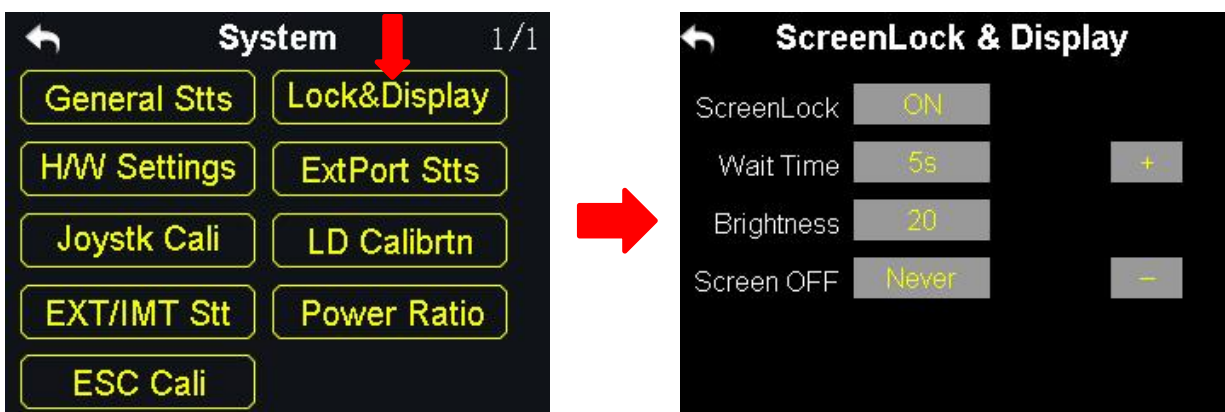 System 1/1
General Stts Lock&Display
H/W Settings ExtPort Stts
Joystk Cali LD Calibrtn
EXT/IMT Stt Power Ratio
ESC Cali
ScreenLock & Display
ScreenLock ON
Wait Time 5s +
Brightness 20
Screen OFF Never −